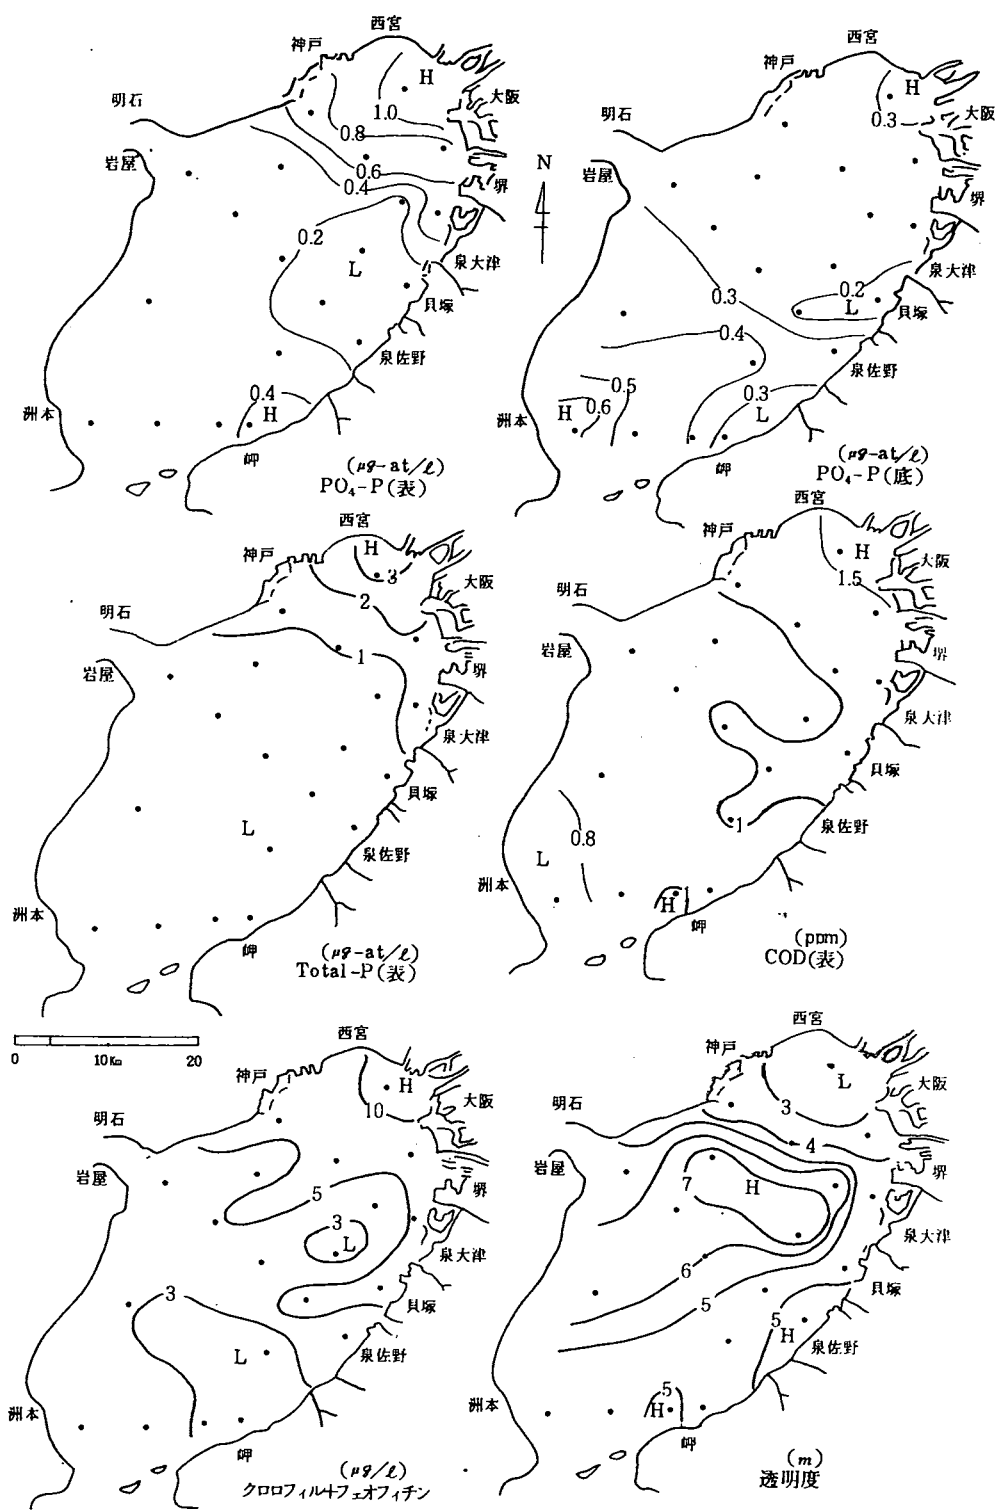 西宮
神戸
H
明石
1.0
大阪
0.8
岩屋
0.6
0.4
堺
N
0.2
L
泉大津
貝塚
泉佐野
0.4
H
洲本
岬
(μg-at/ℓ)
PO₄-P(表)
西宮
神戸
H
0.3
大阪
明石
岩屋
堺
泉大津
0.3
0.2
L
貝塚
0.4
泉佐野
0.5
0.3
H
0.6
L
洲本
岬
(μg-at/ℓ)
PO₄-P(底)
西宮
神戸
H
3
大阪
明石
2
1
岩屋
堺
泉大津
貝塚
L
泉佐野
洲本
岬
(μg-at/ℓ)
Total-P(表)
西宮
神戸
H
1.5
大阪
明石
岩屋
堺
泉大津
貝塚
1
泉佐野
0.8
L
洲本
H
岬
(ppm)
COD(表)
0 10Km 20
西宮
神戸
H
10
大阪
明石
岩屋
5
堺
3
L
泉大津
3
貝塚
L
泉佐野
洲本
岬
(μg/ℓ)
クロロフィル+フェオフィチン
西宮
神戸
L
大阪
3
明石
4
岩屋
7
H
堺
泉大津
6
5
貝塚
5
H
泉佐野
5
H
洲本
岬
(m)
透明度